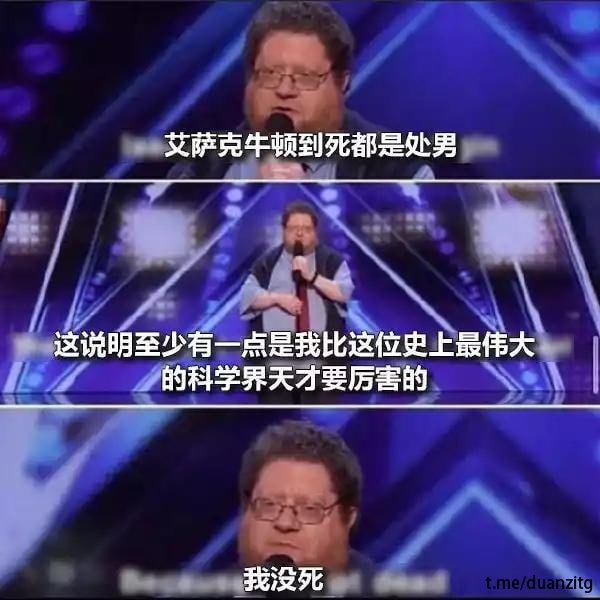 艾萨克牛顿到死都是处男
这说明至少有一点是我比这位史上最伟大
的科学界天才要厉害的
我没死
t.me/duanzitg